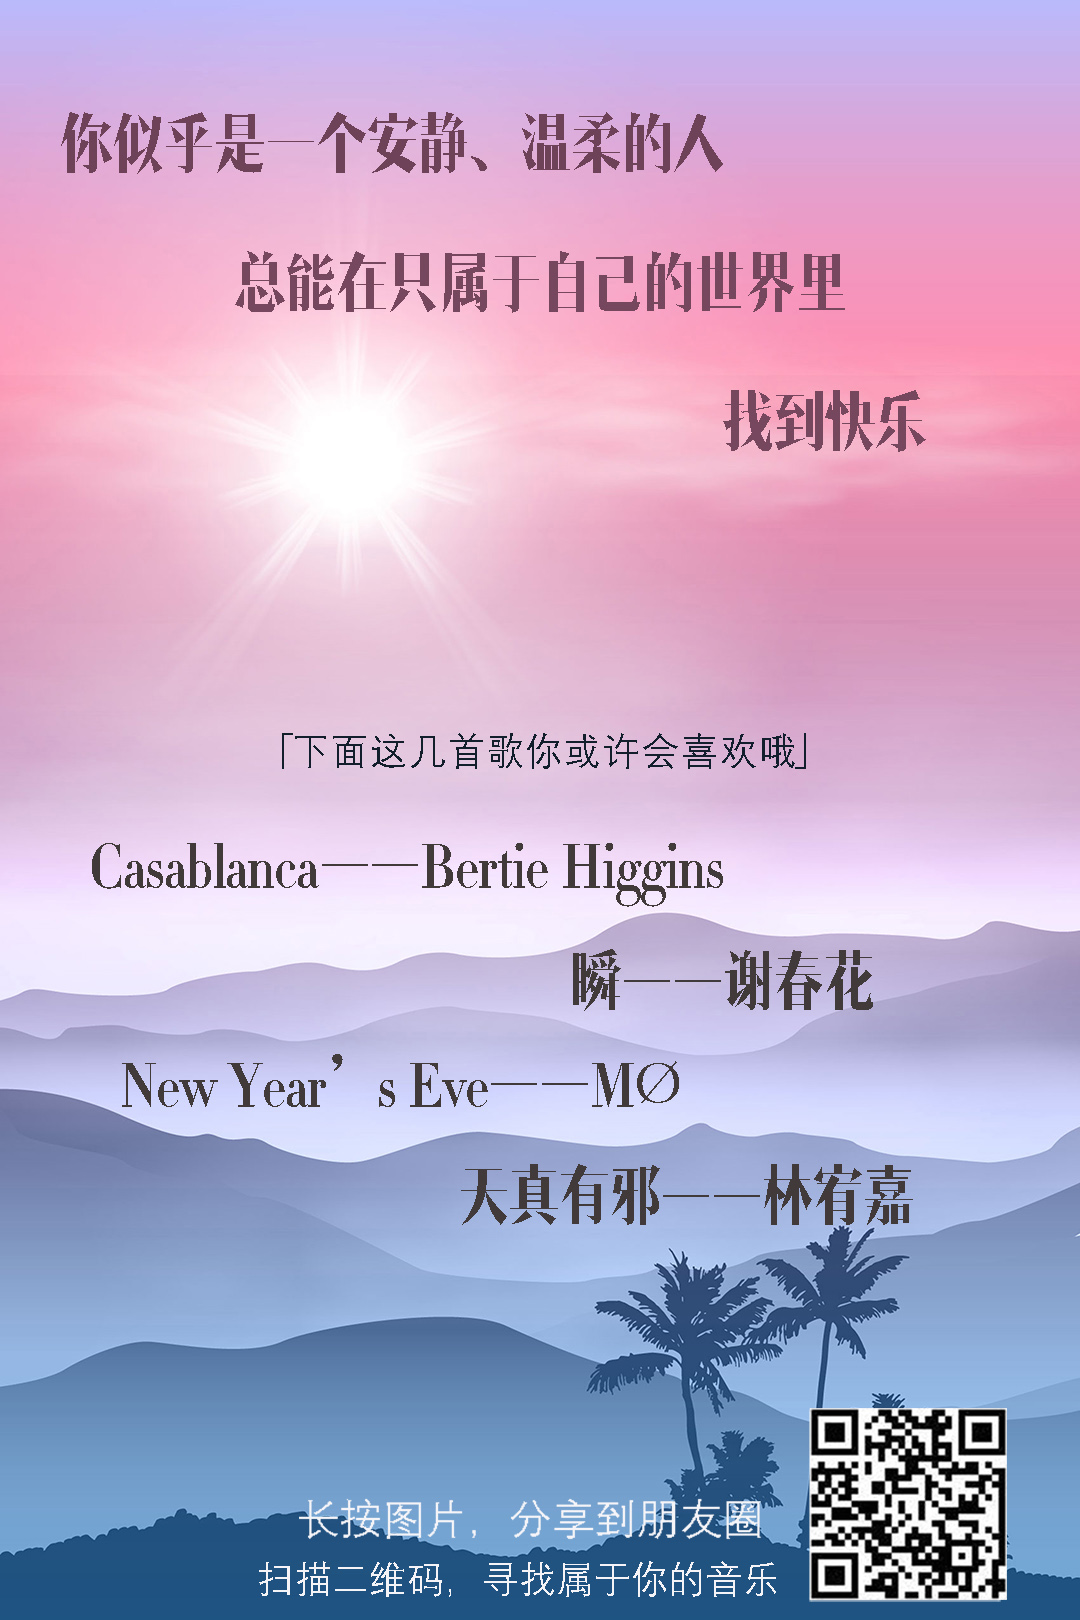 你似乎是一个安静、温柔的人
总能在只属于自己的世界里
找到快乐
「下面这几首歌你或许会喜欢哦」
Casablanca——Bertie Higgins
瞬——谢春花
New Year’s Eve——MØ
天真有邪——林宥嘉
长按图片，分享到朋友圈
扫描二维码，寻找属于你的音乐